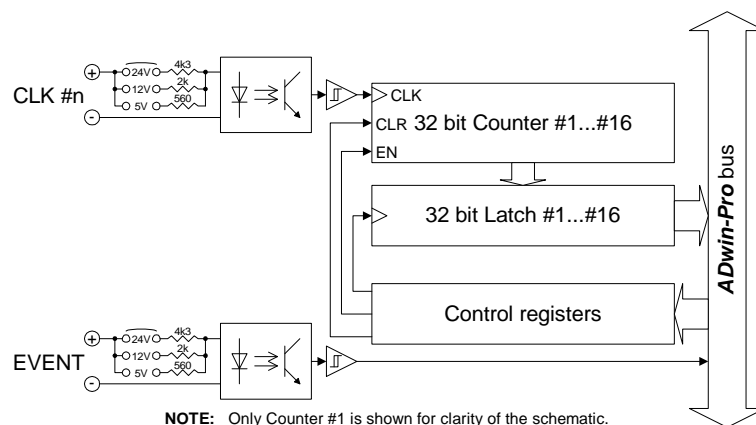 4k3
24V
2k
12V
560
5V
+
CLK #n
-
CLK
CLR 32 bit Counter #1...#16
EN
32 bit Latch #1...#16
ADwin-Pro bus
Control registers
4k3
24V
2k
12V
560
5V
+
EVENT
-
NOTE: Only Counter #1 is shown for clarity of the schematic.